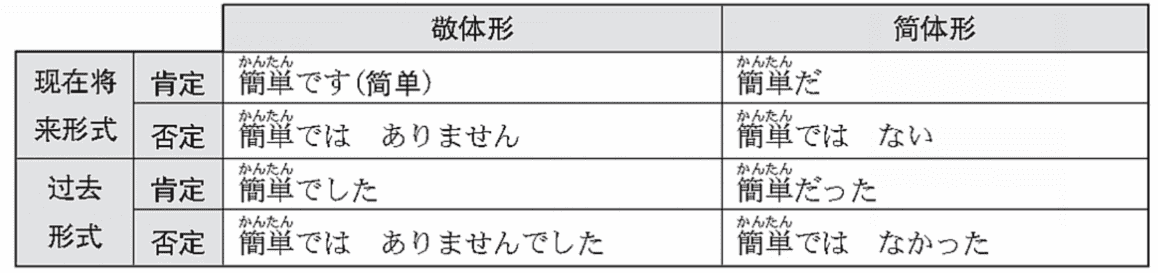 敬体形 简体形
现在将来形式 肯定 簡単です(简单) 簡単だ
かんたん かんたん
否定 簡単では ありません 簡単では ない
かんたん かんたん
过去形式 肯定 簡単でした 簡単だった
かんたん かんたん
否定 簡単では ありませんでした 簡単では なかった
かんたん かんたん